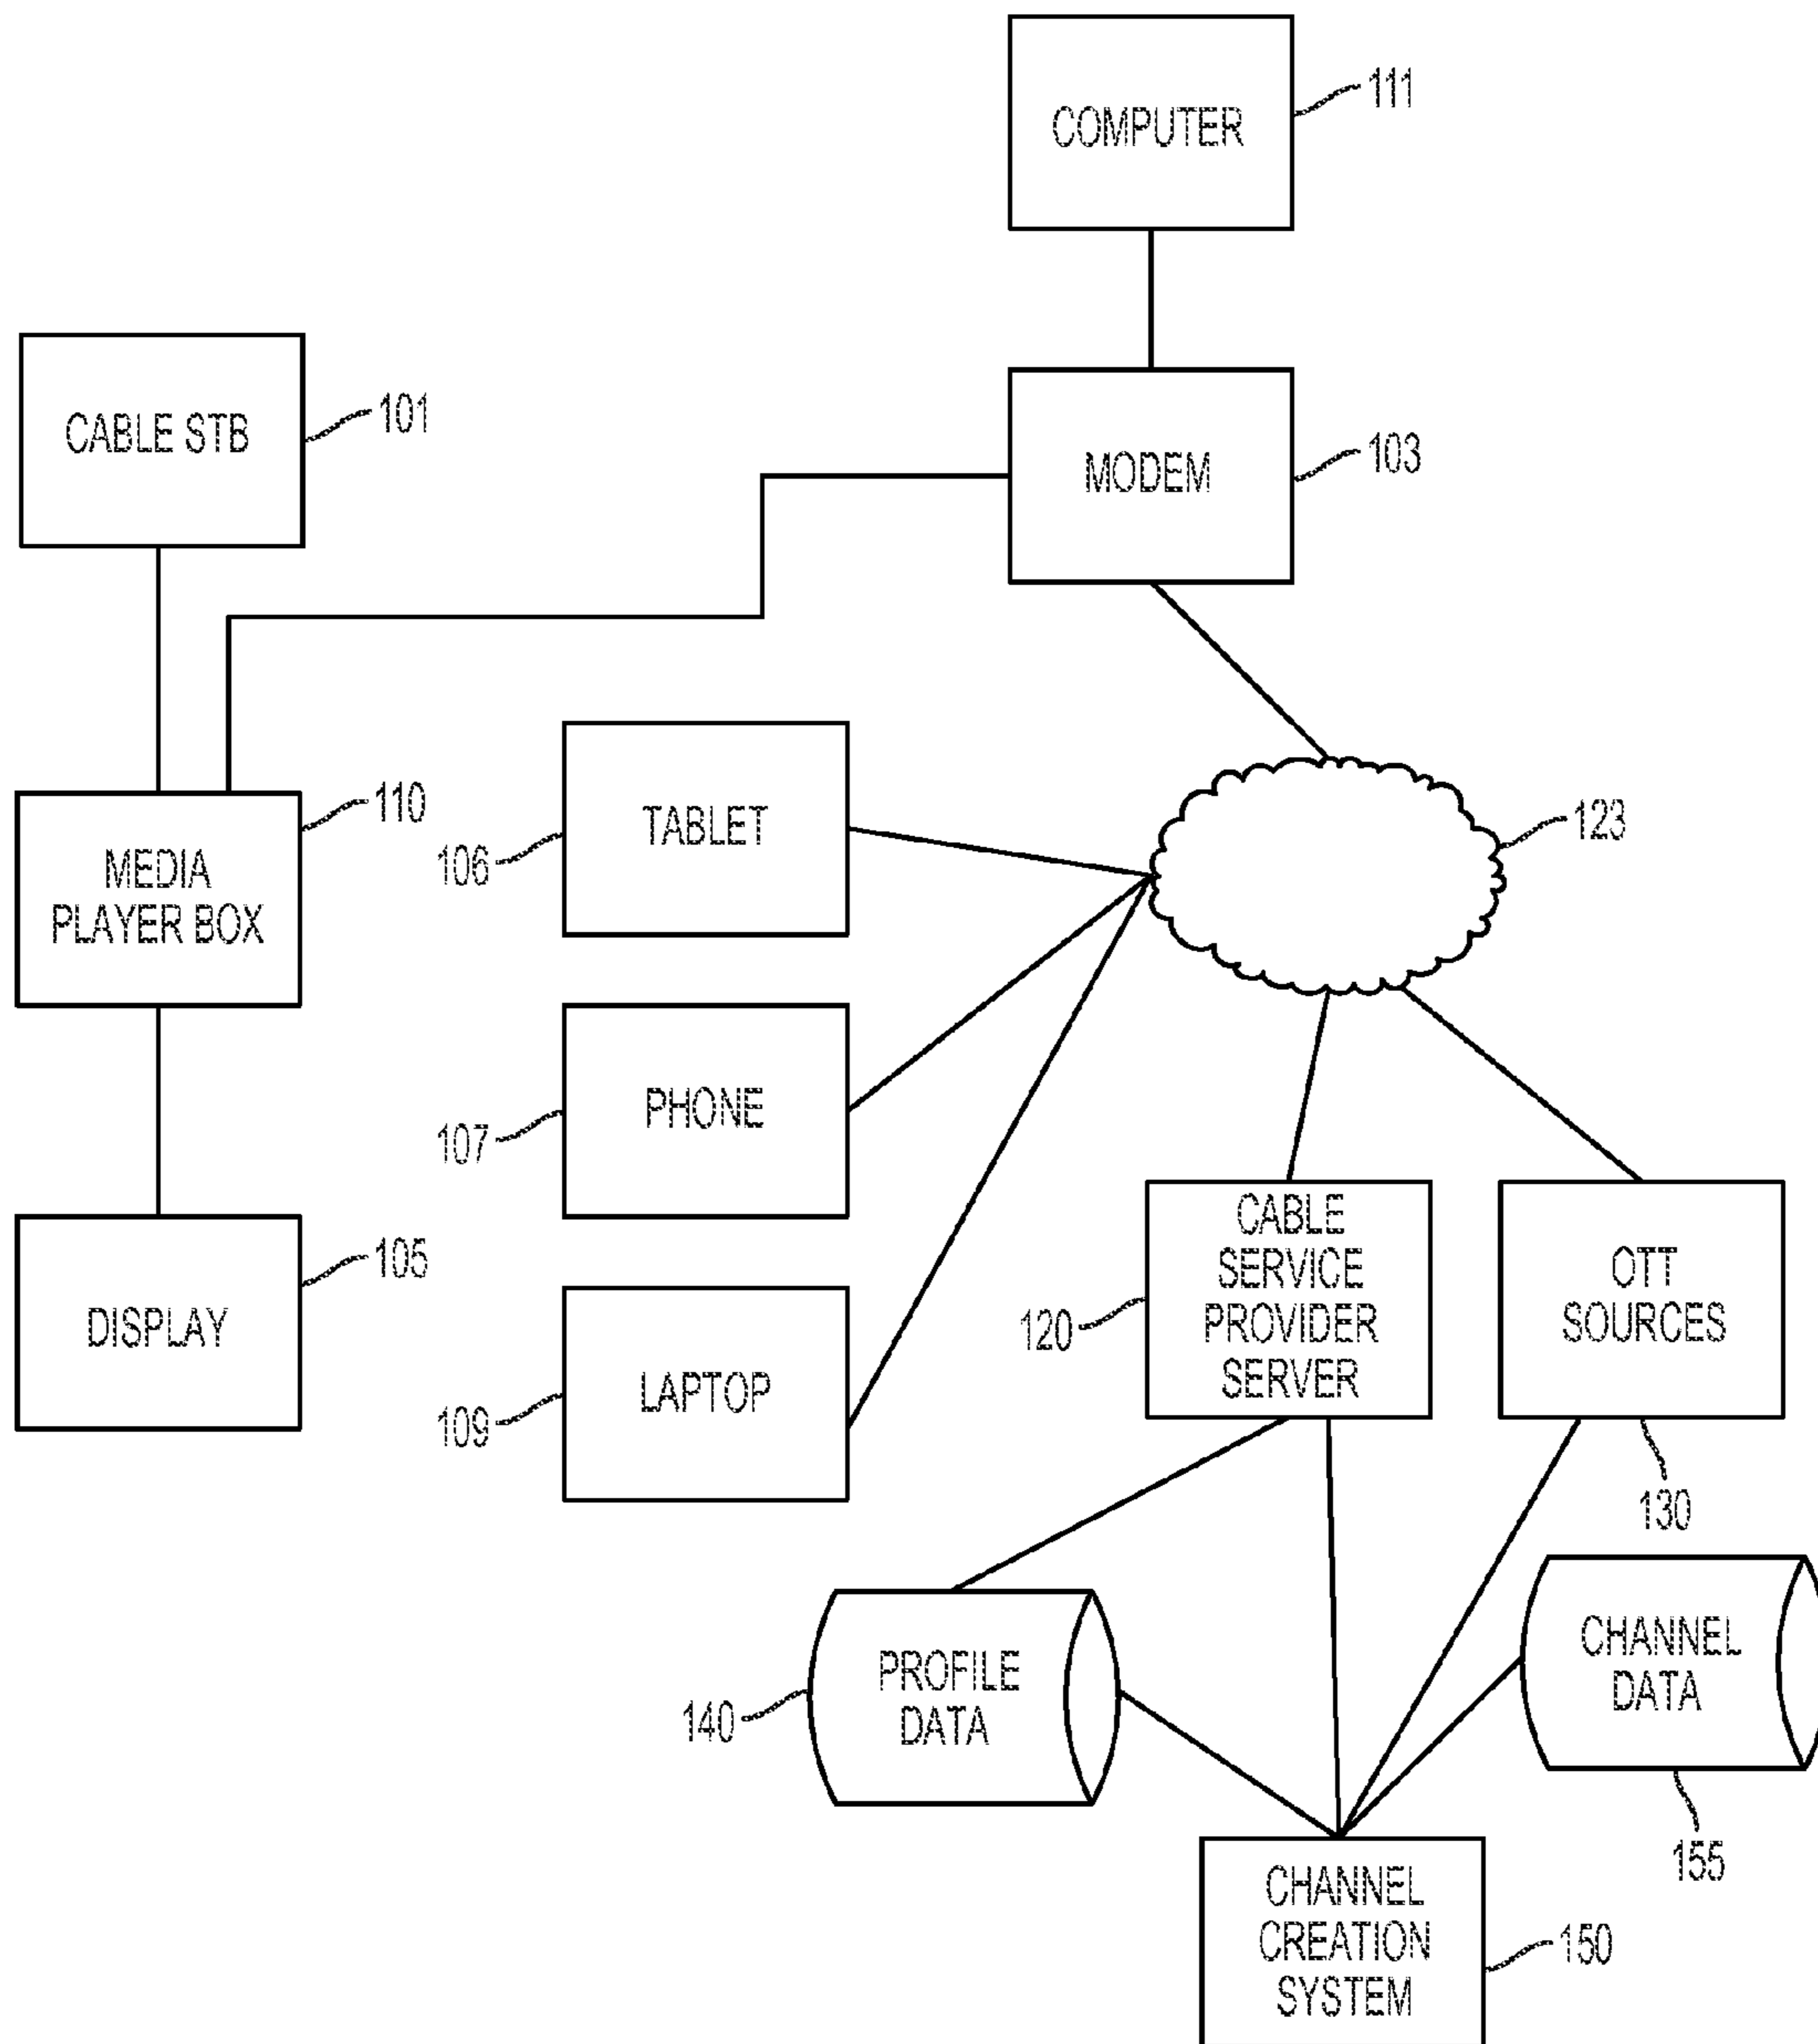 COMPUTER
111
CABLE STB
101
MODEM
103
MEDIA
PLAYER BOX
110
TABLET
106
123
PHONE
107
DISPLAY
105
LAPTOP
109
CABLE
SERVICE
PROVIDER
SERVER
120
OTT
SOURCES
130
PROFILE
DATA
140
CHANNEL
DATA
155
CHANNEL
CREATION
SYSTEM
150